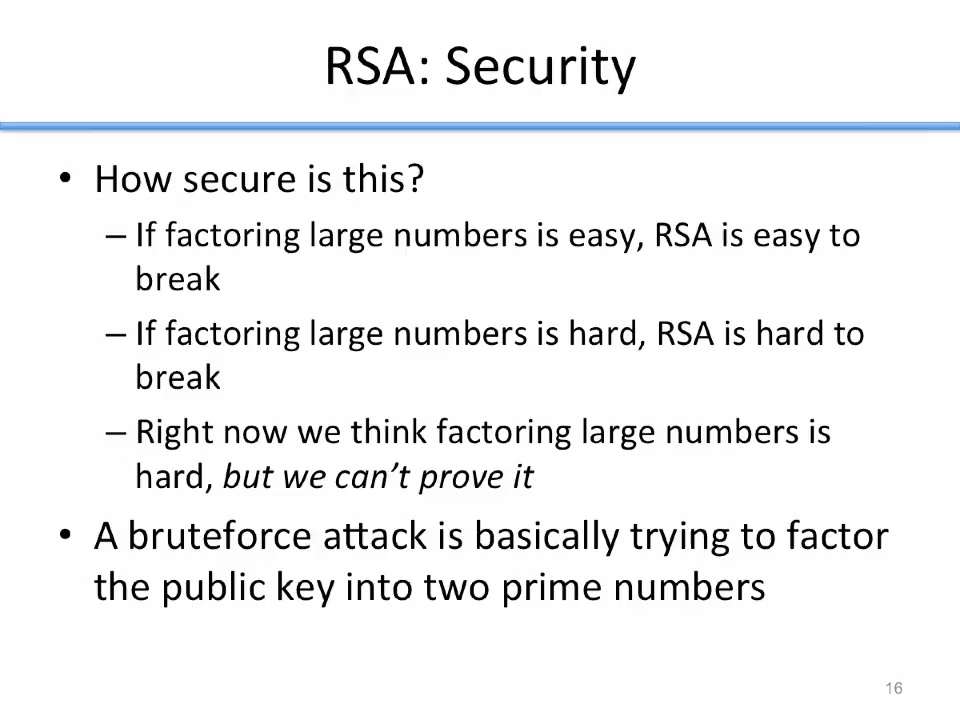 RSA: Security
• How secure is this?
– If factoring large numbers is easy, RSA is easy to
break
– If factoring large numbers is hard, RSA is hard to
break
– Right now we think factoring large numbers is
hard, but we can't prove it
• A bruteforce attack is basically trying to factor
the public key into two prime numbers
16